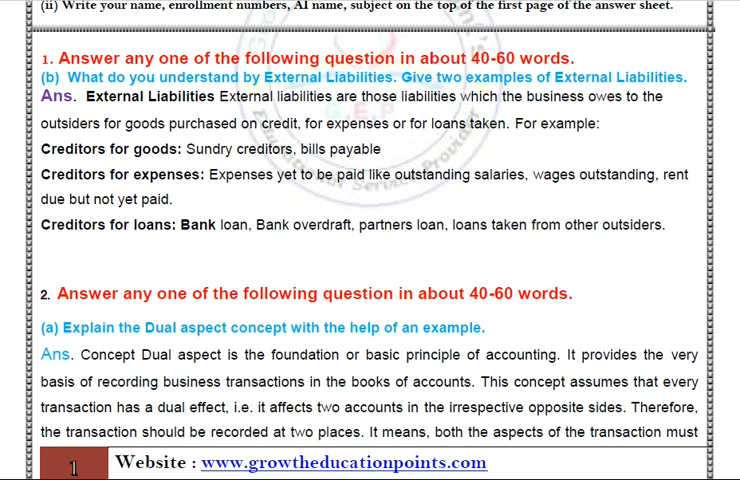 (ii) Write your name, enrollment numbers, AI name, subject on the top of the first page of the answer sheet.
1. Answer any one of the following question in about 40-60 words.
(b) What do you understand by External Liabilities. Give two examples of External Liabilities.
Ans. External Liabilities External liabilities are those liabilities which the business owes to the
outsiders for goods purchased on credit, for expenses or for loans taken. For example:
Creditors for goods: Sundry creditors, bills payable
Creditors for expenses: Expenses yet to be paid like outstanding salaries, wages outstanding, rent
due but not yet paid.
Creditors for loans: Bank loan, Bank overdraft, partners loan, loans taken from other outsiders.
2. Answer any one of the following question in about 40-60 words.
(a) Explain the Dual aspect concept with the help of an example.
Ans. Concept Dual aspect is the foundation or basic principle of accounting. It provides the very
basis of recording business transactions in the books of accounts. This concept assumes that every
transaction has a dual effect, i.e. it affects two accounts in the irrespective opposite sides. Therefore,
the transaction should be recorded at two places. It means, both the aspects of the transaction must
1 Website : www.growtheducationpoints.com
G.E.P
Educational Service Provider